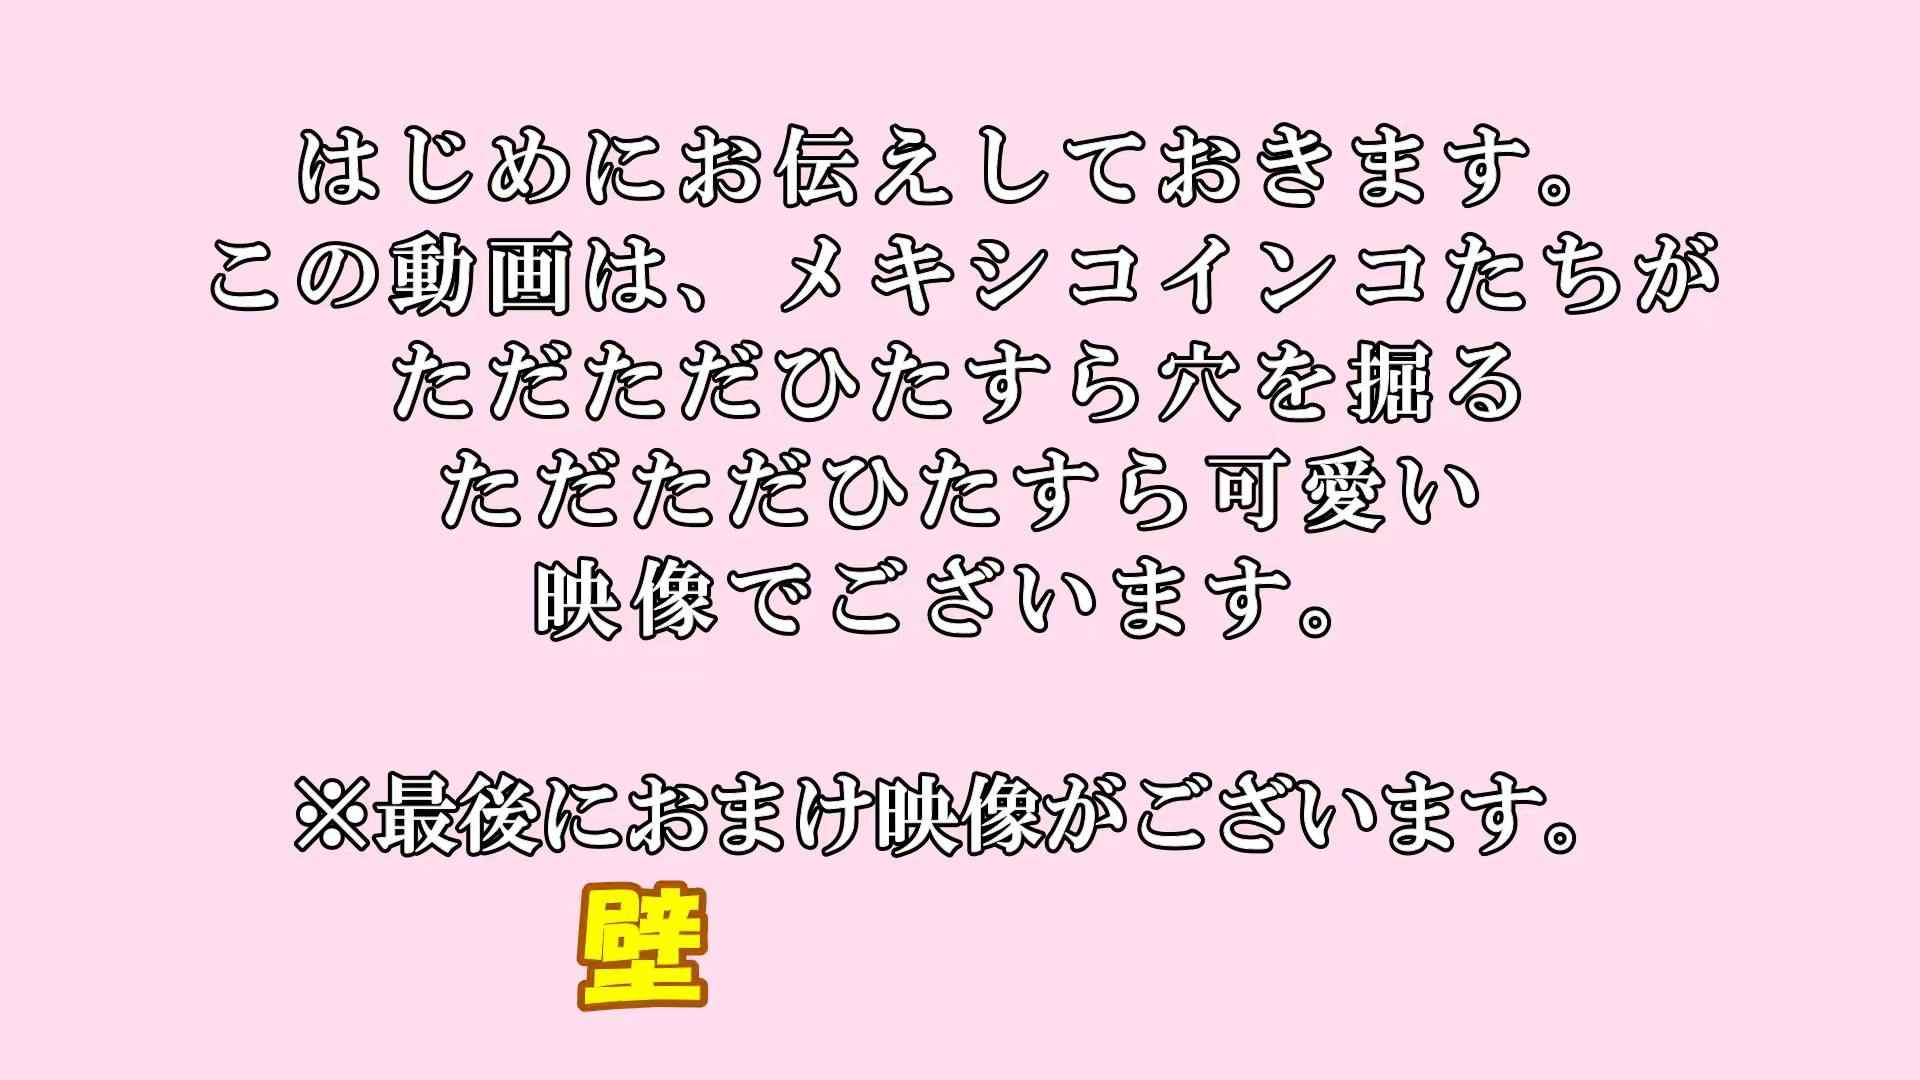 はじめにお伝えしておきます。
この動画は、メキシコインコたちが
ただただひたすら穴を掘る
ただただひたすら可愛い
映像でございます。
※最後におまけ映像がございます。
壁